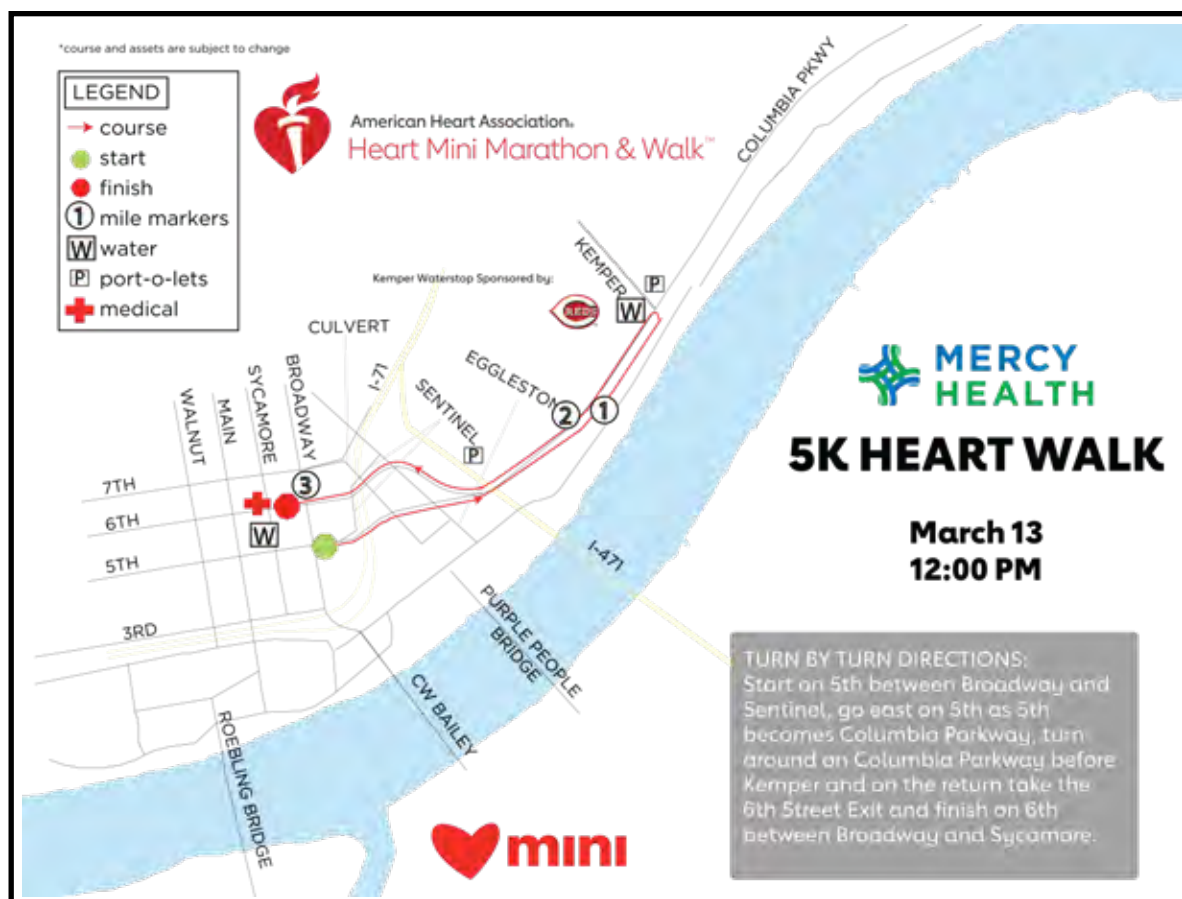 *course and assets are subject to change
LEGEND
course
start
finish
1 mile markers
W water
P port-o-lets
medical
American Heart Association®
Heart Mini Marathon & Walk™
COLUMBIA PKWY
KEMPER
P
W
Kemper Waterstop Sponsored by:
REDS
CULVERT
I-71
EGGLESTON
SENTINEL
P
2
1
BROADWAY
SYCAMORE
MAIN
WALNUT
3
7TH
6TH
W
5TH
3RD
I-471
PURPLE PEOPLE
BRIDGE
CW BAILEY
ROEBLING BRIDGE
mini
MERCY
HEALTH
5K HEART WALK
March 13
12:00 PM
TURN BY TURN DIRECTIONS:
Start on 5th between Broadway and
Sentinel, go east on 5th as 5th
becomes Columbia Parkway, turn
around on Columbia Parkway before
Kemper and on the return take the
6th Street Exit and finish on 6th
between Broadway and Sycamore.